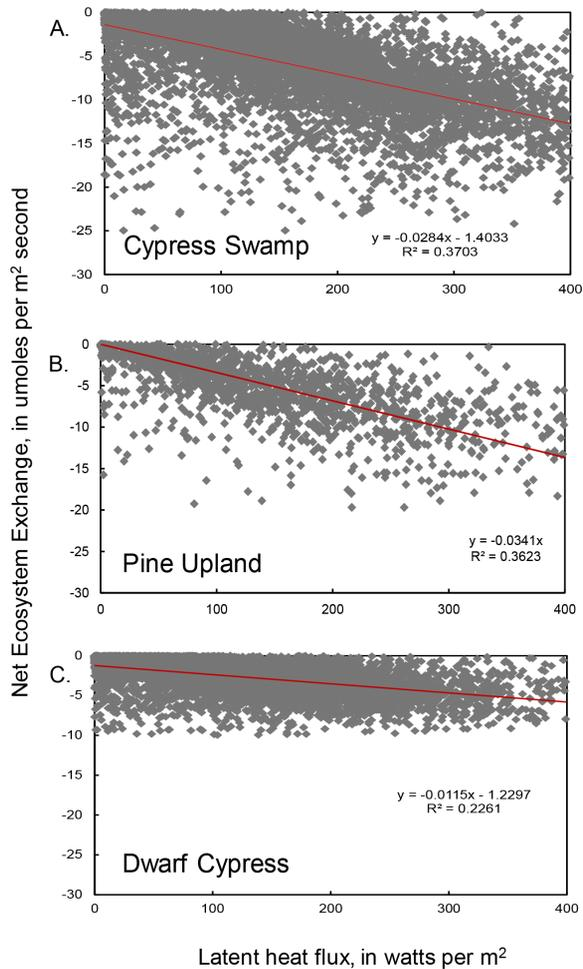 A.
0
-5
-10
-15
-20
-25
-30
Cypress Swamp
y = -0.0284x - 1.4033
R² = 0.3703
0 100 200 300 400
B.
0
-5
-10
-15
-20
-25
-30
Pine Upland
y = -0.0341x
R² = 0.3623
0 100 200 300 400
C.
0
-5
-10
-15
-20
-25
-30
Dwarf Cypress
y = -0.0115x - 1.2297
R² = 0.2261
0 100 200 300 400
Net Ecosystem Exchange, in umoles per m² second
Latent heat flux, in watts per m²